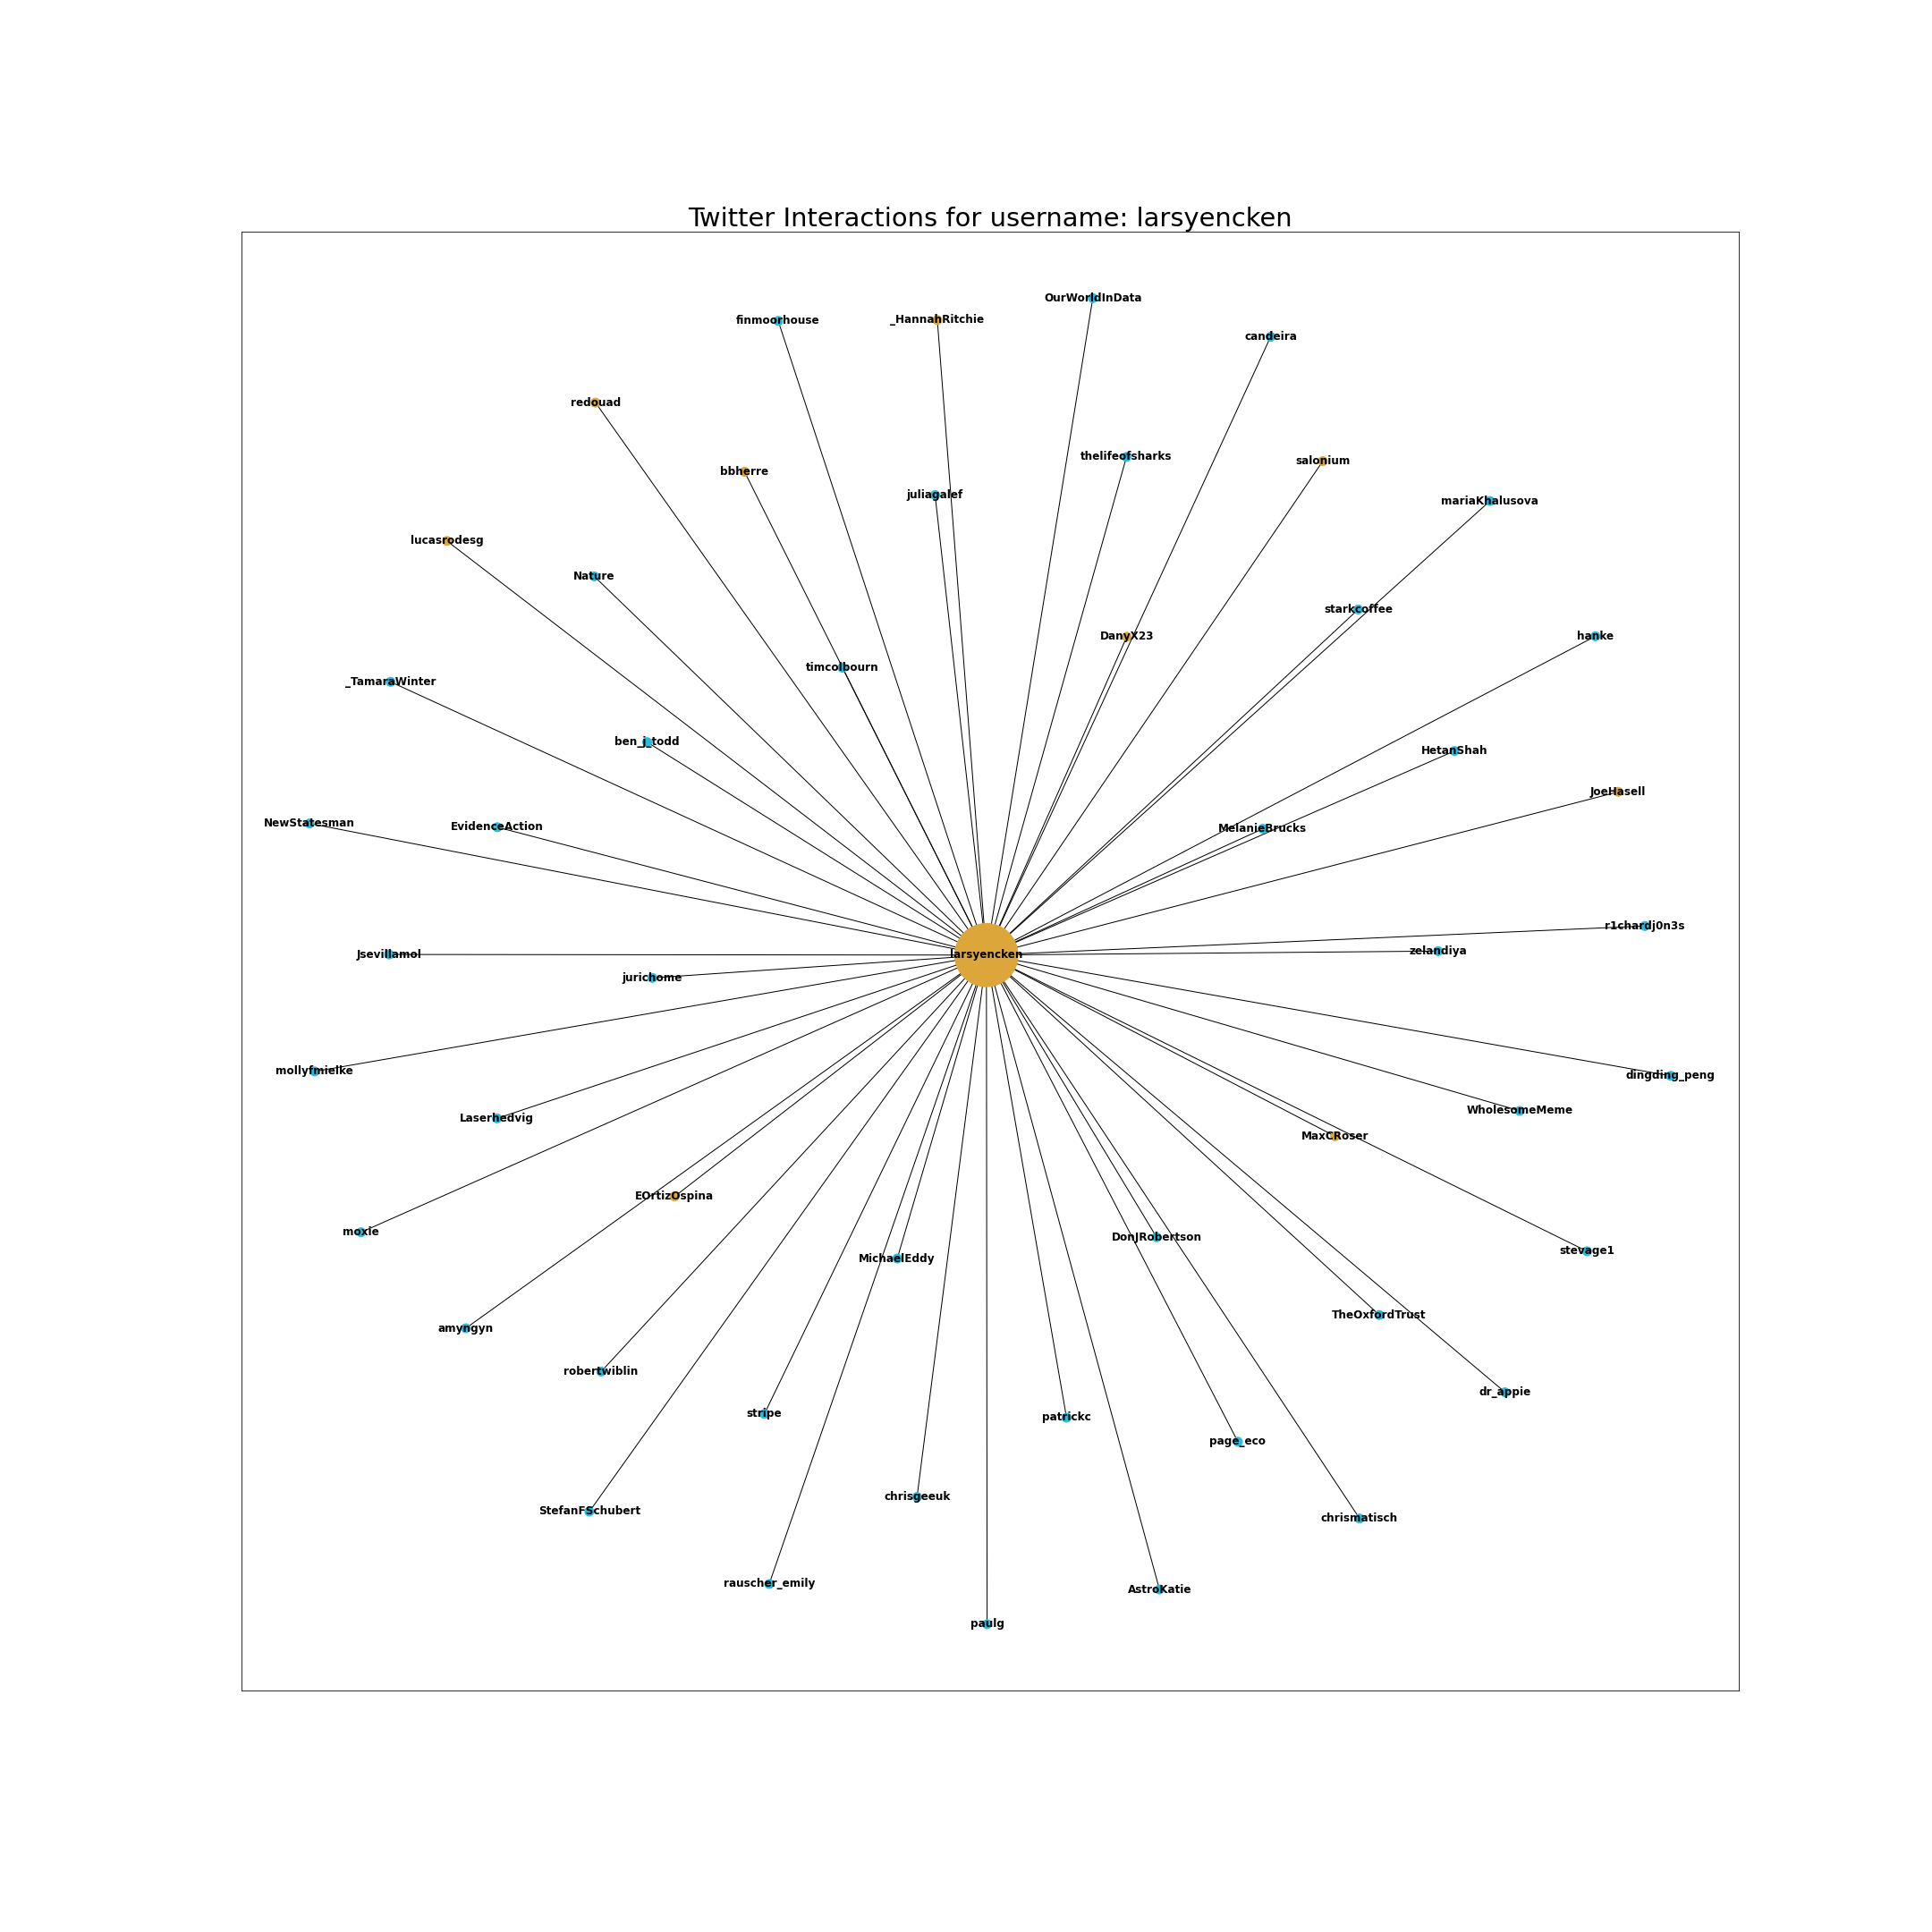 Twitter Interactions for username: larsyencken
OurWorldInData
finmoorhouse
_HannahRitchie
candeira
redouad
thelifeofsharks
salonium
bbherre
juliagalef
mariaKhalusova
lucasrodesg
Nature
starkcoffee
DanyX23
hanke
timcolbourn
_TamaraWinter
ben_j_todd
HetanShah
JoeHasell
NewStatesman
EvidenceAction
MelanieBrucks
r1chardj0n3s
zelandiya
Jsevillamol
larsyencken
jurichome
mollyfmielke
dingding_peng
WholesomeMeme
Laserhedvig
MaxCRoser
EOrtizOspina
moxie
DonJRobertson
stevage1
MichaelEddy
TheOxfordTrust
amyngyn
robertwiblin
dr_appie
stripe
patrickc
page_eco
chrisgeeuk
StefanFSchubert
chrismatisch
rauscher_emily
AstroKatie
paulg